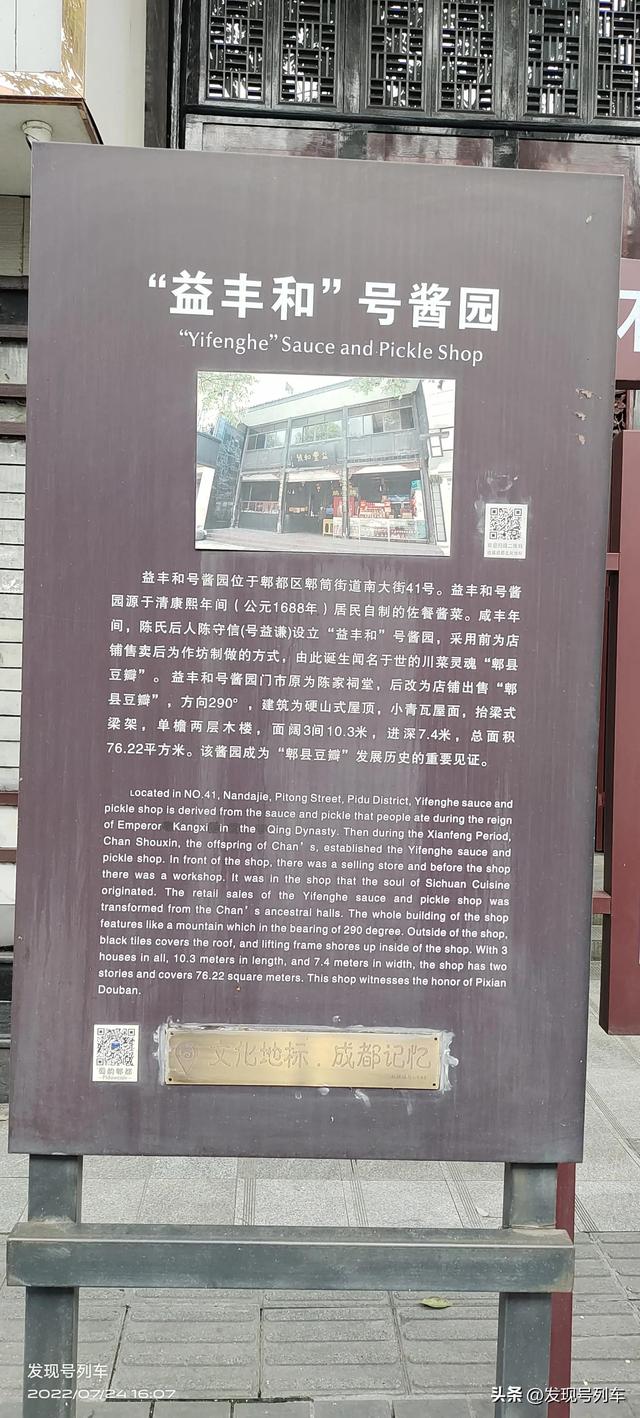 “益丰和”号酱园
“Yifenghe” Sauce and Pickle Shop
益丰和号酱园位于郫都区郫筒街道南大街41号。益丰和号酱
园源于清康熙年间（公元1688年）居民自制的佐餐酱菜。咸丰年
间，陈氏后人陈守信(号益谦)设立“益丰和”号酱园，采用前为店
铺售卖后为作坊制做的方式，由此诞生闻名于世的川菜灵魂“郫县
豆瓣”。益丰和号酱园门市原为陈家祠堂，后改为店铺出售“郫
县豆瓣”，方向290°，建筑为硬山式屋顶，小青瓦屋面，抬梁式
梁架，单檐两层木楼，面阔3间10.3米，进深7.4米，总面积
76.22平方米。该酱园成为“郫县豆瓣”发展历史的重要见证。
Located in NO.41, Nandajie, Pitong Street, Pidu District, Yifenghe sauce and
pickle shop is derived from the sauce and pickle that people ate during the reign
of Emperor Kangxi in the Qing Dynasty. Then during the Xianfeng Period,
Chan Shouxin, the offspring of Chan’s, established the Yifenghe sauce and
pickle shop. In front of the shop, there was a selling store and before the shop
there was a workshop. It was in the shop that the soul of Sichuan Cuisine
originated. The retail sales of the Yifenghe sauce and pickle shop was
transformed from the Chan’s ancestral halls. The whole building of the shop
features like a mountain which in the bearing of 290 degree. Outside of the shop,
black tiles covers the roof, and lifting frame shores up inside of the shop. With 3
houses in all, 10.3 meters in length, and 7.4 meters in width, the shop has two
stories and covers 76.22 square meters. This shop witnesses the honor of Pixian
Douban.
文化地标.成都记忆
蜀韵郫都
发现号列车
2022/07/24 16:07
头条 @发现号列车